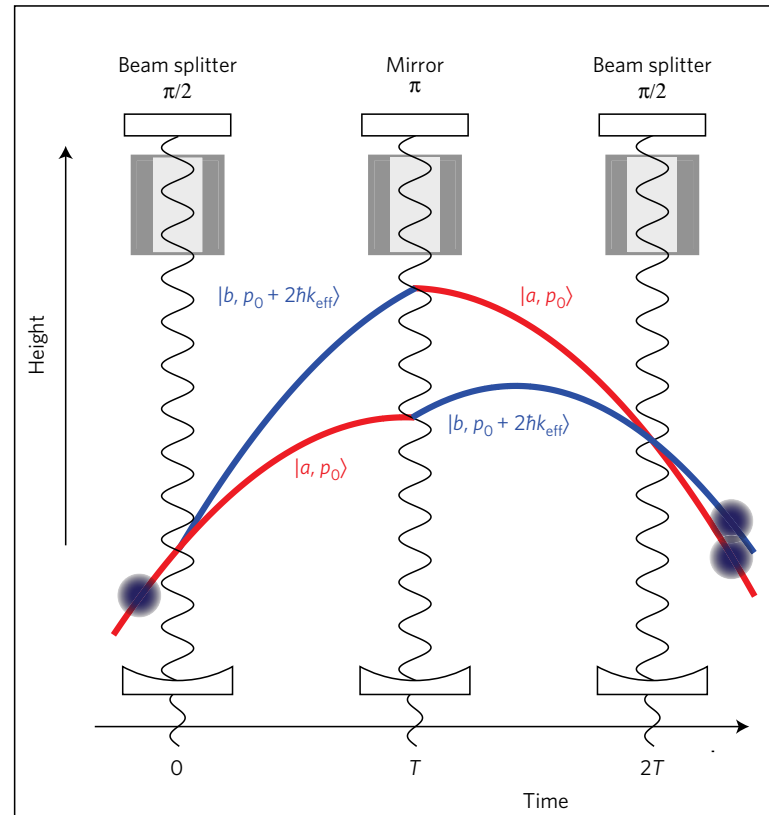 Beam splitter
π/2
Mirror
π
Beam splitter
π/2
Height
|b, p₀ + 2ħk_eff⟩
|a, p₀⟩
|a, p₀⟩
|b, p₀ + 2ħk_eff⟩
0
T
2T
Time